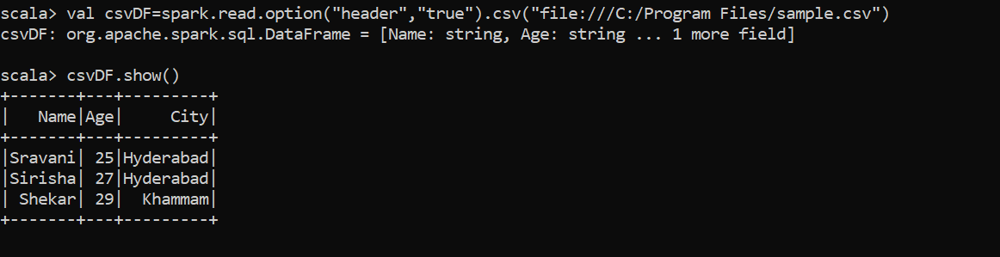 scala> val csvDF=spark.read.option("header","true").csv("file:///C:/Program Files/sample.csv")
csvDF: org.apache.spark.sql.DataFrame = [Name: string, Age: string ... 1 more field]
scala> csvDF.show()
+-------+---+---------+
|   Name|Age|     City|
+-------+---+---------+
|Sravani| 25|Hyderabad|
|Sirisha| 27|Hyderabad|
| Shekar| 29|  Khammam|
+-------+---+---------+